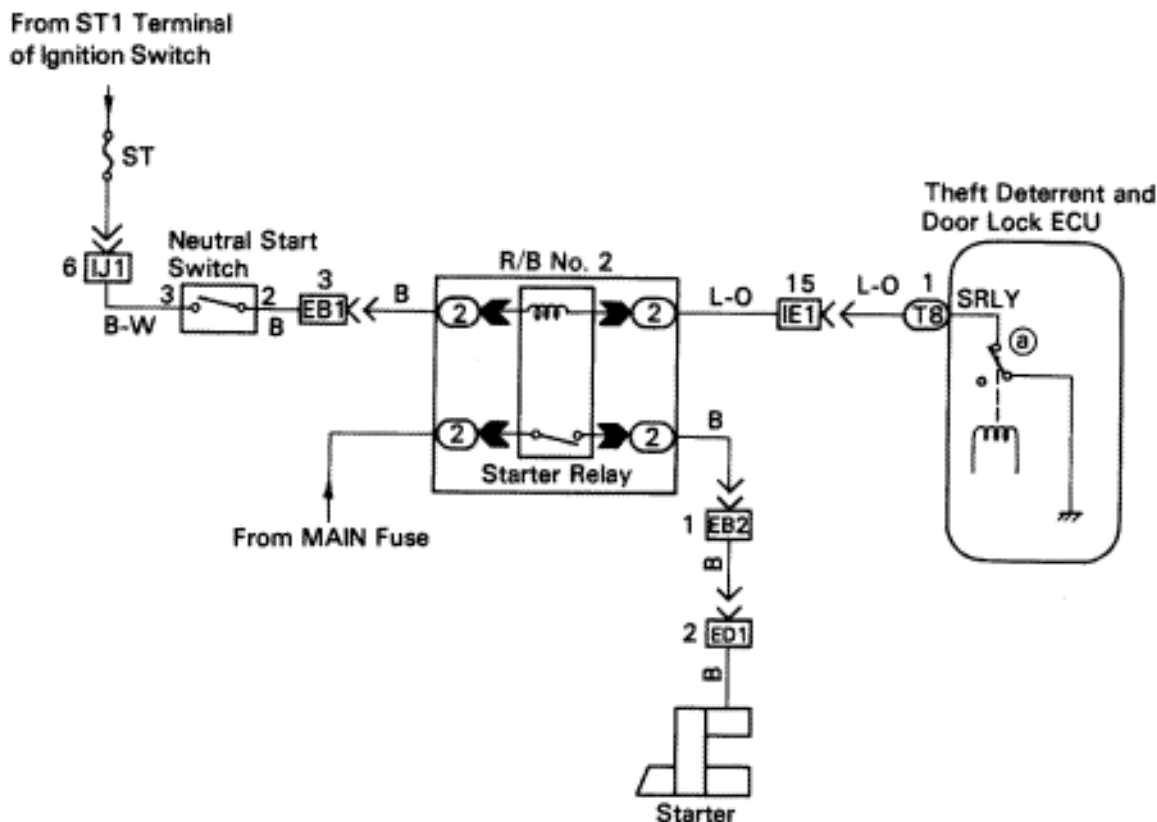 From ST1 Terminal
of Ignition Switch
ST
Theft Deterrent and
Door Lock ECU
Neutral Start
Switch
R/B No. 2
6 IJ1
3
2
3
EB1
B
2
2
L-O
15
IE1
L-O
1
T8
SRLY
a
B-W
B
2
2
B
Starter Relay
From MAIN Fuse
1 EB2
B
2 ED1
B
Starter